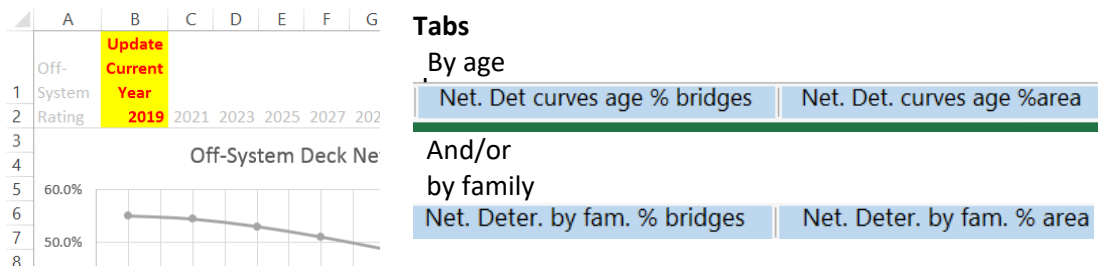 A B C D E F G
Update
Off- Current
1 System Year
2 Rating 2019 2021 2023 2025 2027
3
4 Off-System Deck
5 60.0%
6
7 50.0%
8
Tabs
By age
Net. Det curves age % bridges Net. Det. curves age %area
And/or
by family
Net. Deter. by fam. % bridges Net. Deter. by fam. % area